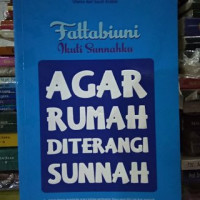 Fattabiuni
Ikuti Sunnahku
AGAR
RUMAH
DITERANGI
SUNNAH